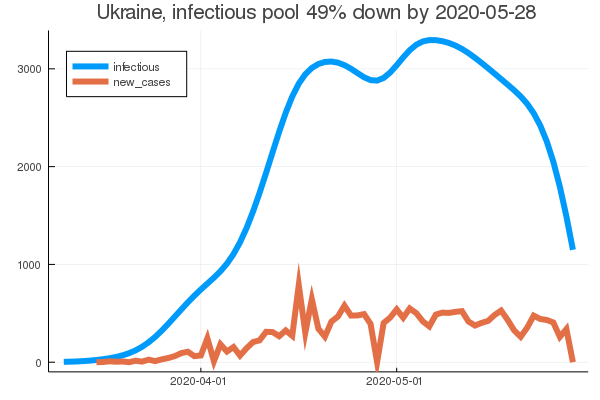 Ukraine, infectious pool 49% down by 2020-05-28
infectious
new_cases
3000
2000
1000
0
2020-04-01
2020-05-01